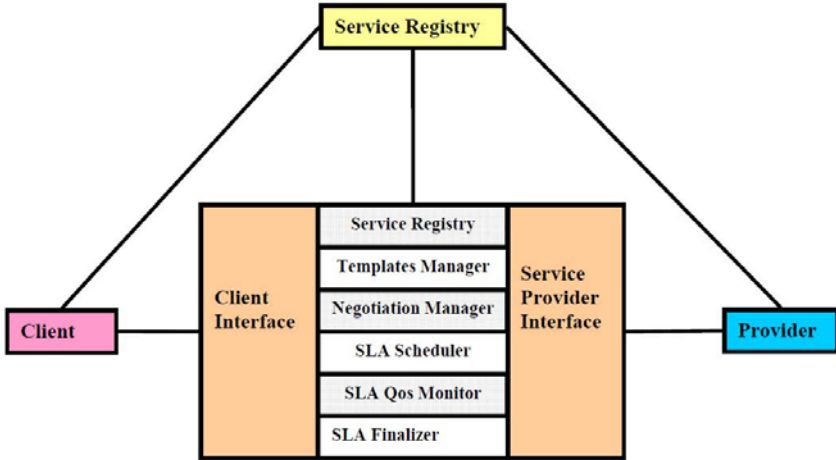 Service Registry
Service Registry
Templates Manager
Client
Interface
Service
Provider
Interface
Negotiation Manager
Client
Provider
SLA Scheduler
SLA Qos Monitor
SLA Finalizer